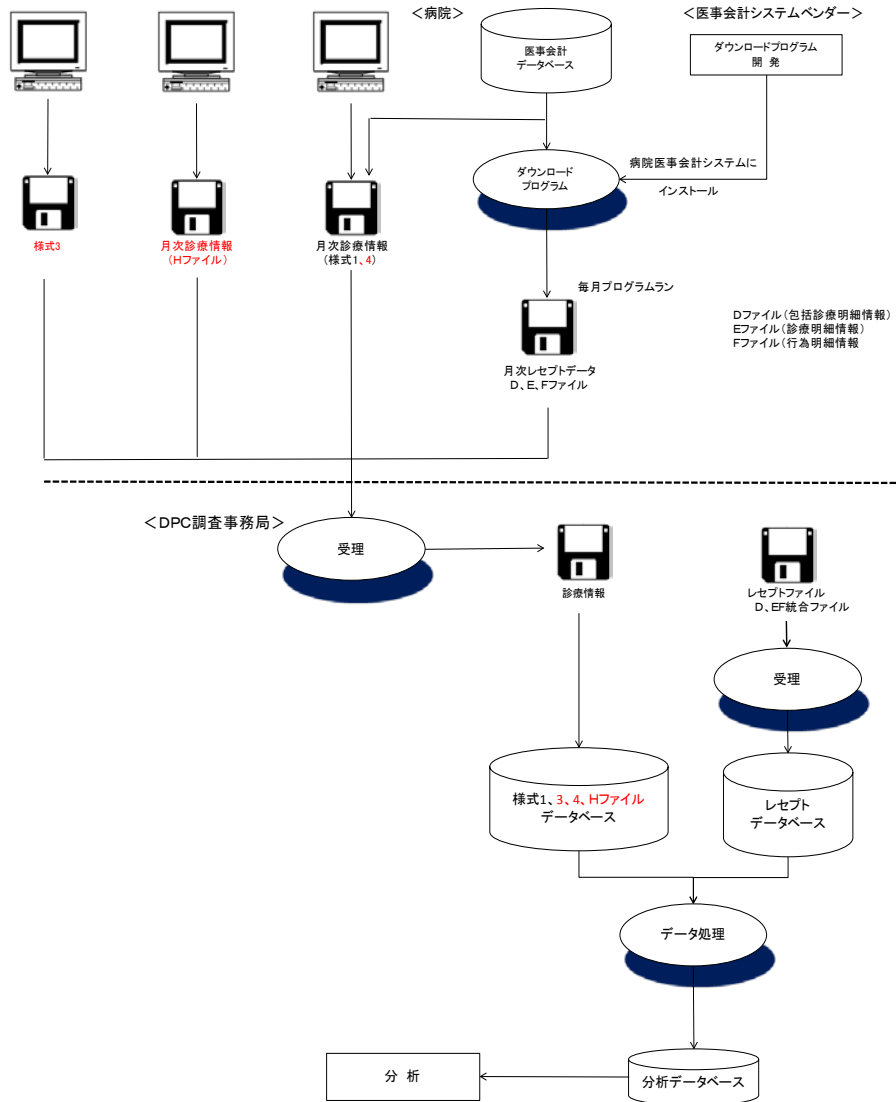 ＜病院＞
＜医事会計システムベンダー＞
医事会計
データベース
ダウンロードプログラム
開 発
ダウンロード
プログラム
病院医事会計システムに
インストール
様式3
月次診療情報
（Hファイル）
月次診療情報
（様式1、4）
毎月プログラムラン
Dファイル（包括診療明細情報）
Eファイル（診療明細情報）
Fファイル（行為明細情報
月次レセプトデータ
D、E、Fファイル
＜DPC調査事務局＞
受理
診療情報
レセプトファイル
D、EF統合ファイル
受理
様式1、3、4、Hファイル
データベース
レセプト
データベース
データ処理
分 析
分析データベース